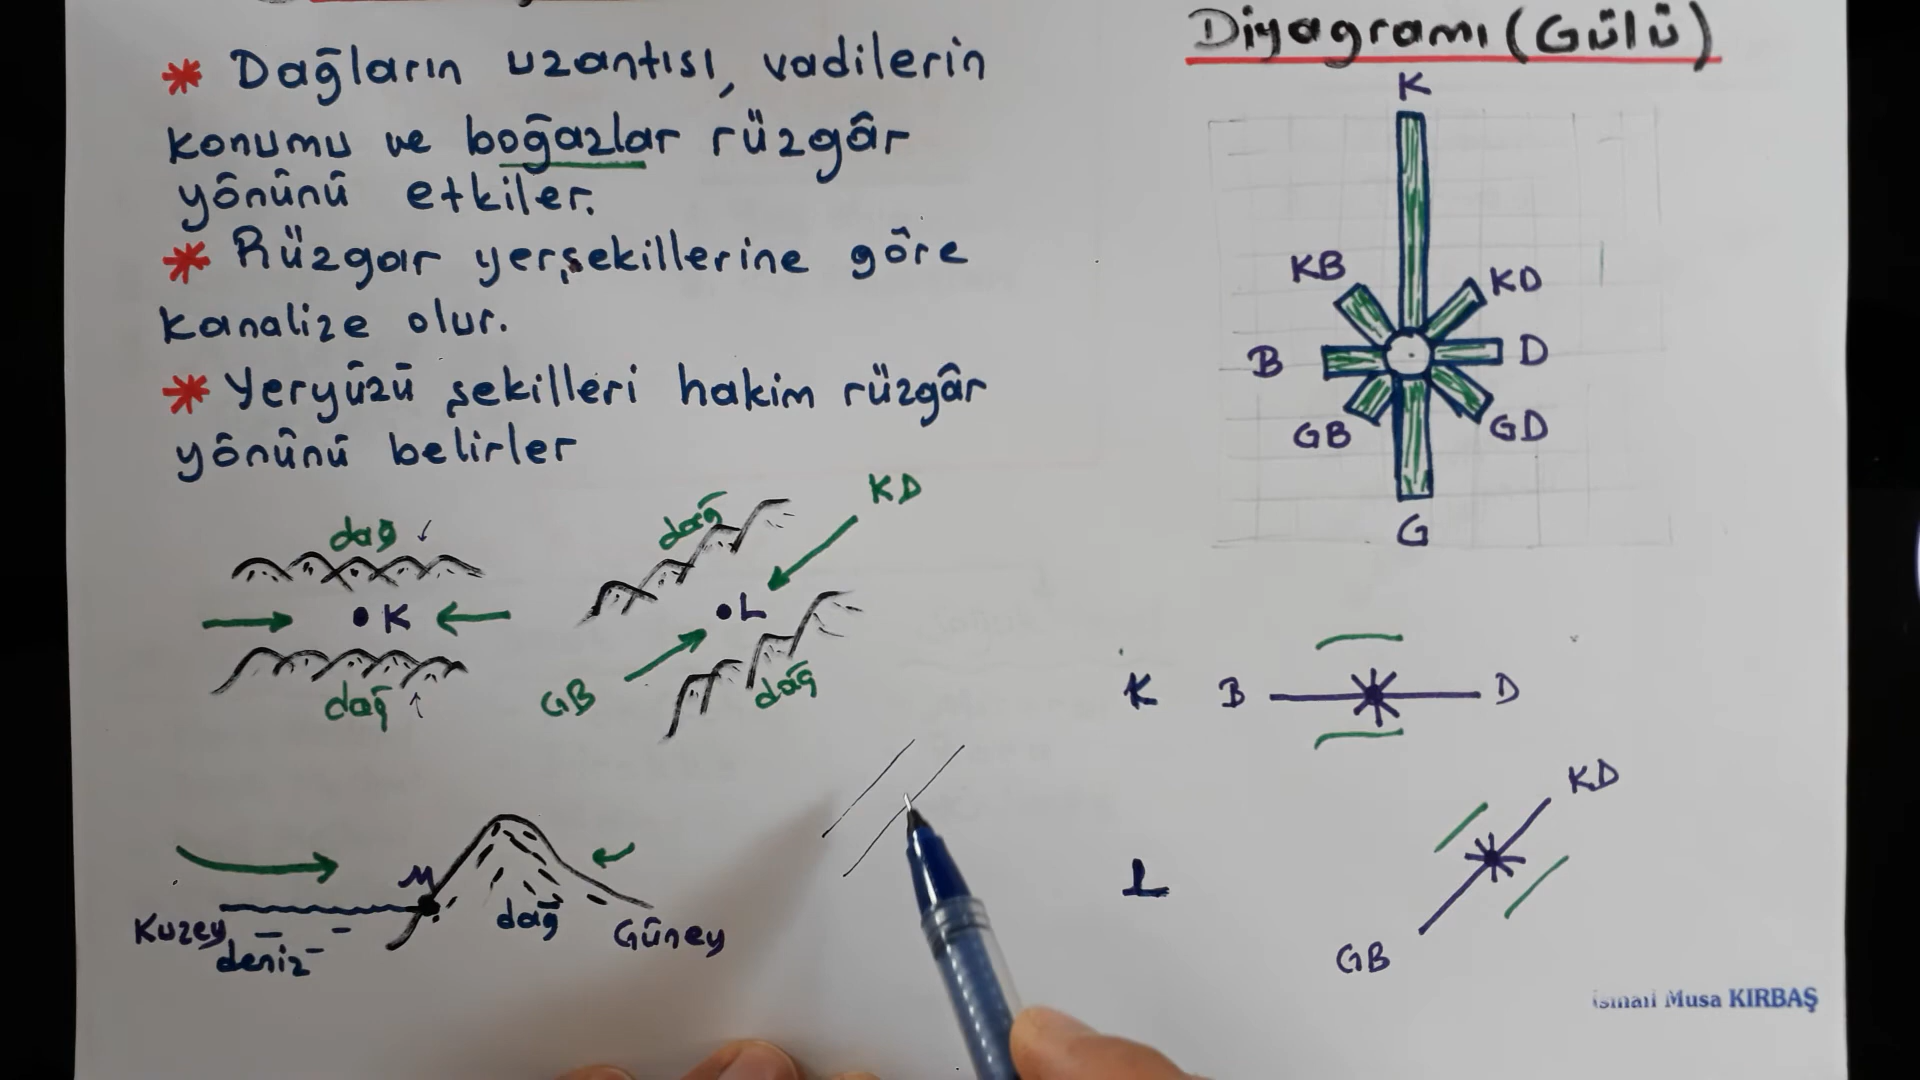 * Dağların uzantısı, vadilerin
konumu ve boğazlar rüzgâr
yönünü etkiler.
* Rüzgar yerşekillerine göre
kanalize olur.
* Yeryüzü şekilleri hakim rüzgâr
yönünü belirler
dağ
K
dağ
dağ
KD
L
GB
dağ
M
Kuzey
deniz
dağ
Güney
Diyagramı (Gülü)
K
KB
KD
B
D
GB
GD
G
K B D
KD
L
GB
İsmail Musa KIRBAŞ